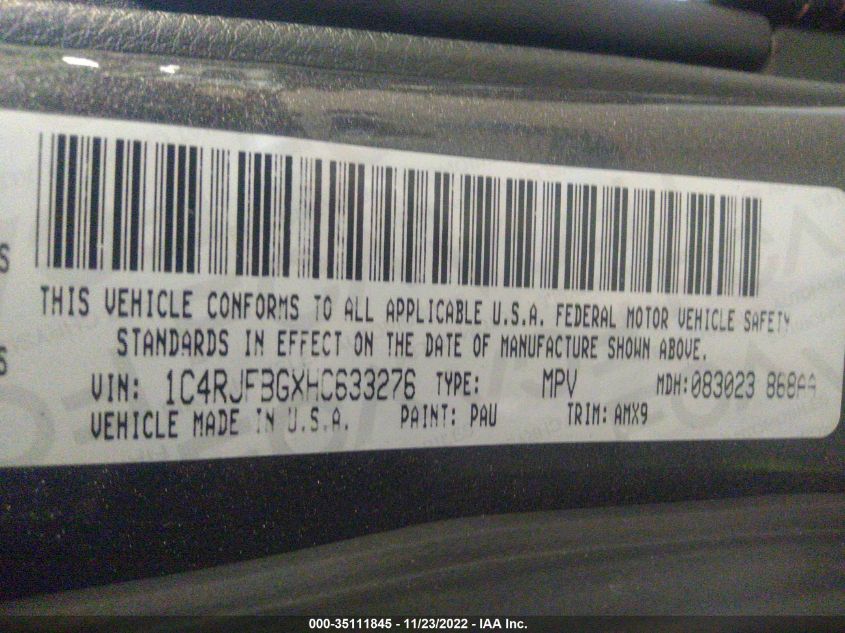 THIS VEHICLE CONFORMS TO ALL APPLICABLE U.S.A. FEDERAL MOTOR VEHICLE SAFETY
STANDARDS IN EFFECT ON THE DATE OF MANUFACTURE SHOWN ABOVE.
VIN: 1C4RJFBGXHC633276 TYPE: MPV MDH:083023 868AA
VEHICLE MADE IN U.S.A. PAINT: PAU TRIM: AMX9
000-35111845 - 11/23/2022 - IAA Inc.